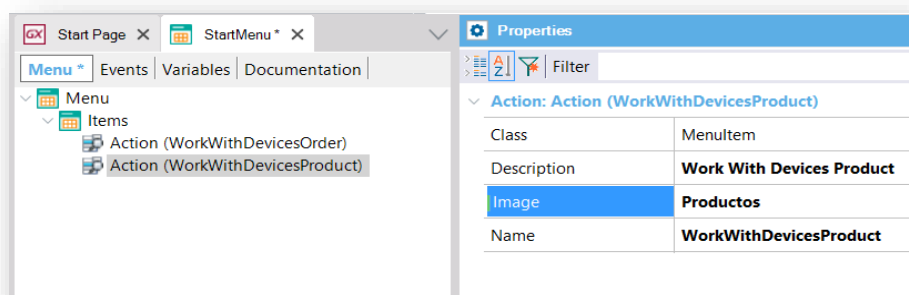 GX Start Page StartMenu *
Menu * Events Variables Documentation
Menu
Items
Action (WorkWithDevicesOrder)
Action (WorkWithDevicesProduct)
Properties
A Z Filter
Action: Action (WorkWithDevicesProduct)
Class MenuItem
Description Work With Devices Product
Image Productos
Name WorkWithDevicesProduct